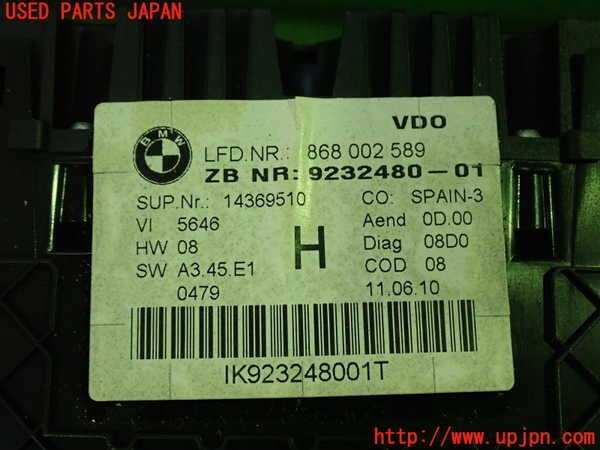 USED PARTS JAPAN
BMW
VDO
LFD.NR.: 868 002 589
ZB NR: 9232480-01
SUP.Nr.: 14369510 CO: SPAIN-3
VI 5646 Aend 0D.00
HW 08 H Diag 08D0
SW A3.45.E1 COD 08
0479 11.06.10
IK923248001T
http://www.upjpn.com/